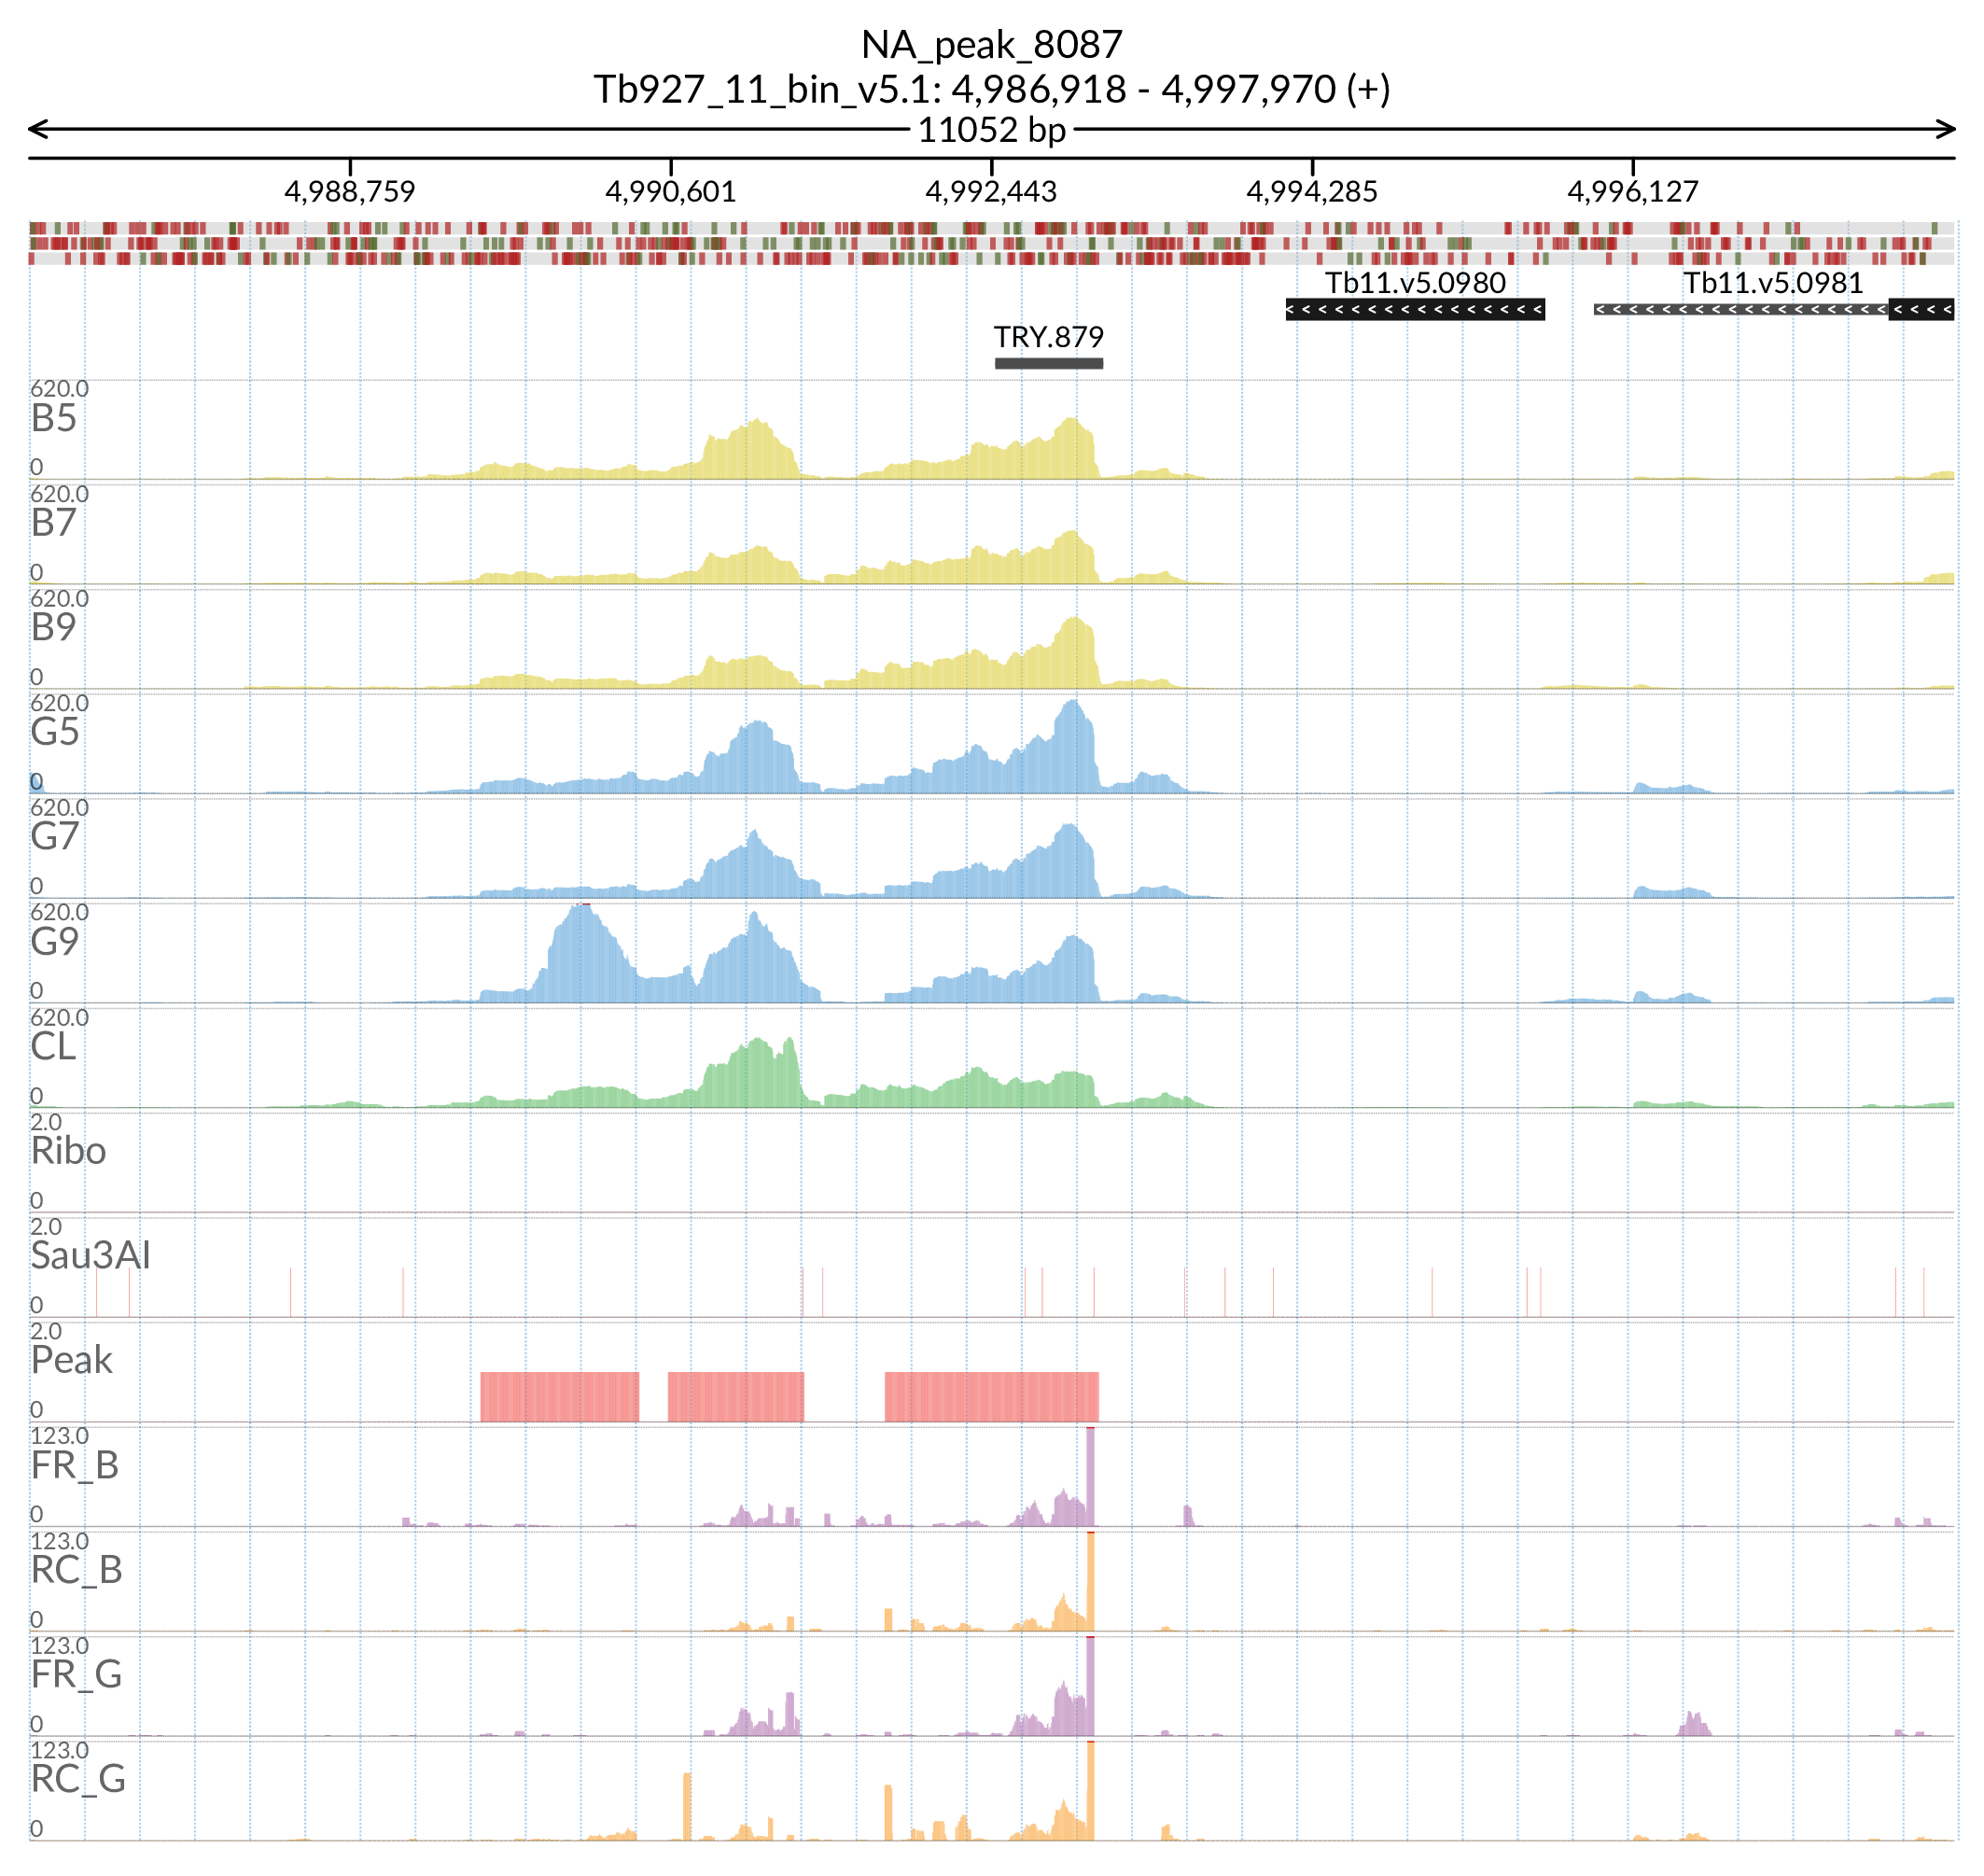 NA_peak_8087
Tb927_11_bin_v5.1: 4,986,918 - 4,997,970 (+)
11052 bp
4,988,759 4,990,601 4,992,443 4,994,285 4,996,127
Tb11.v5.0980 Tb11.v5.0981
TRY.879
620.0
B5
0
620.0
B7
0
620.0
B9
0
620.0
G5
0
620.0
G7
0
620.0
G9
0
620.0
CL
0
2.0
Ribo
0
2.0
Sau3AI
0
2.0
Peak
0
123.0
FR_B
0
123.0
RC_B
0
123.0
FR_G
0
123.0
RC_G
0